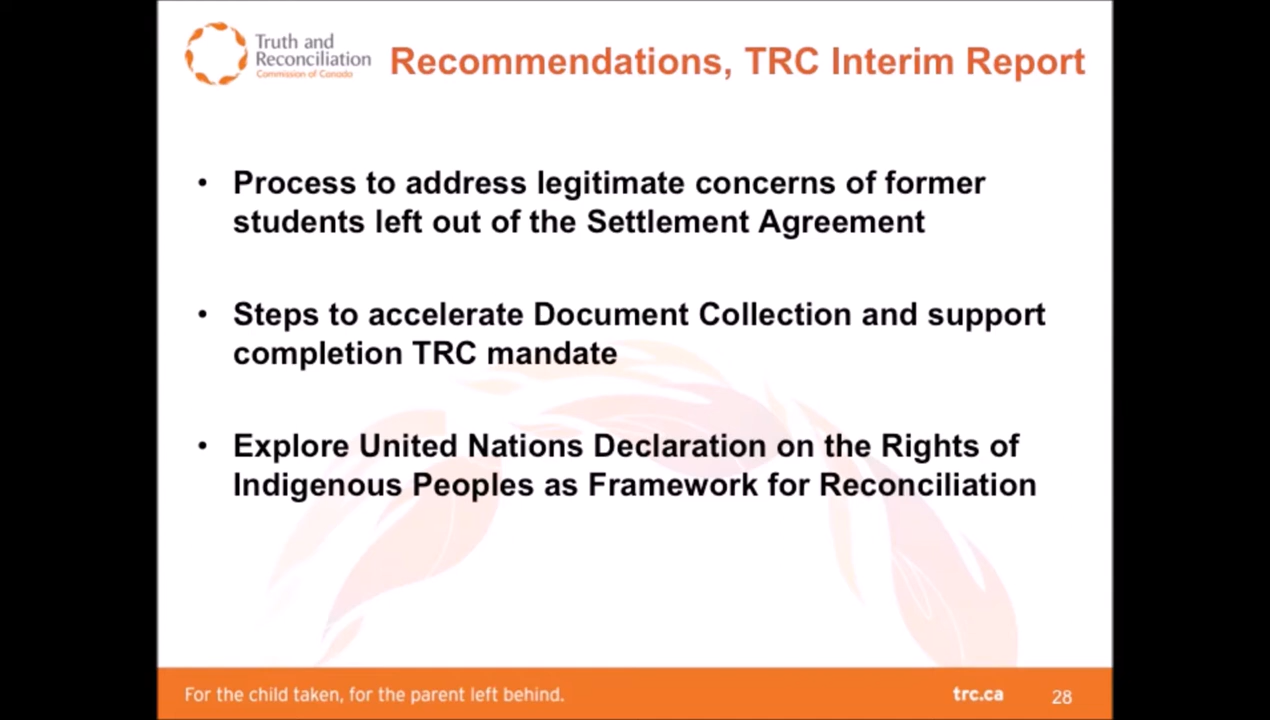 Truth and
Reconciliation
Commission of Canada
Recommendations, TRC Interim Report
• Process to address legitimate concerns of former
students left out of the Settlement Agreement
• Steps to accelerate Document Collection and support
completion TRC mandate
• Explore United Nations Declaration on the Rights of
Indigenous Peoples as Framework for Reconciliation
For the child taken, for the parent left behind.
trc.ca
28